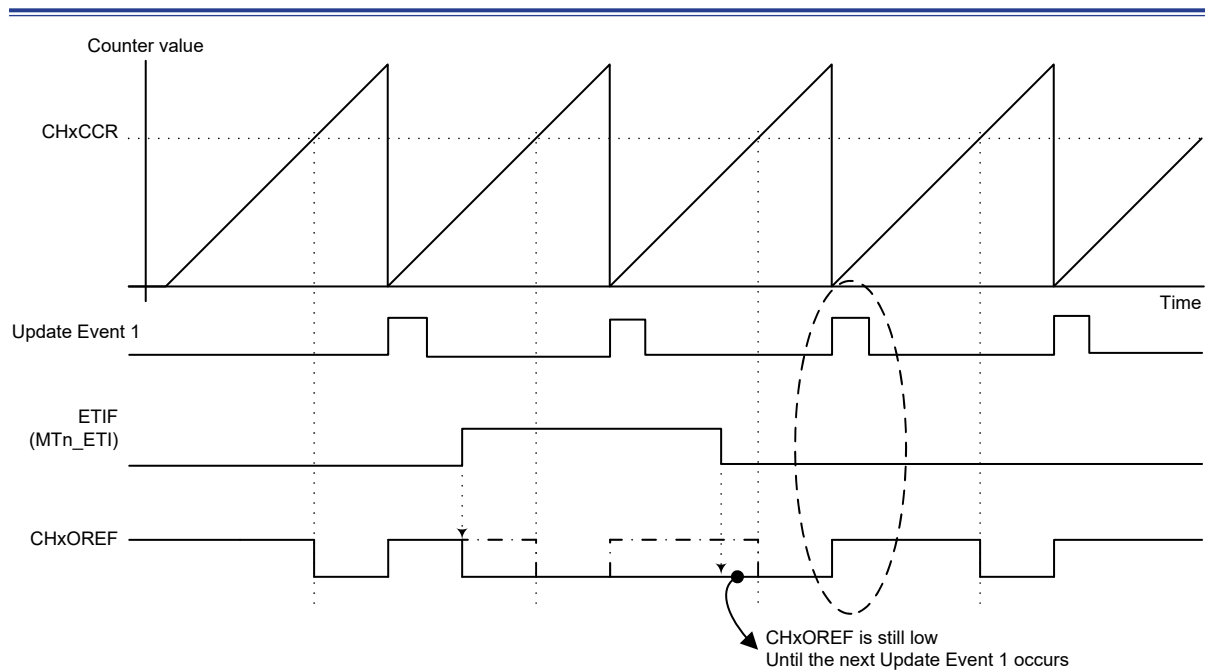 Counter value
CHxCCR
Time
Update Event 1
ETIF
(MTn_ETI)
CHxOREF
CHxOREF is still low
Until the next Update Event 1 occurs